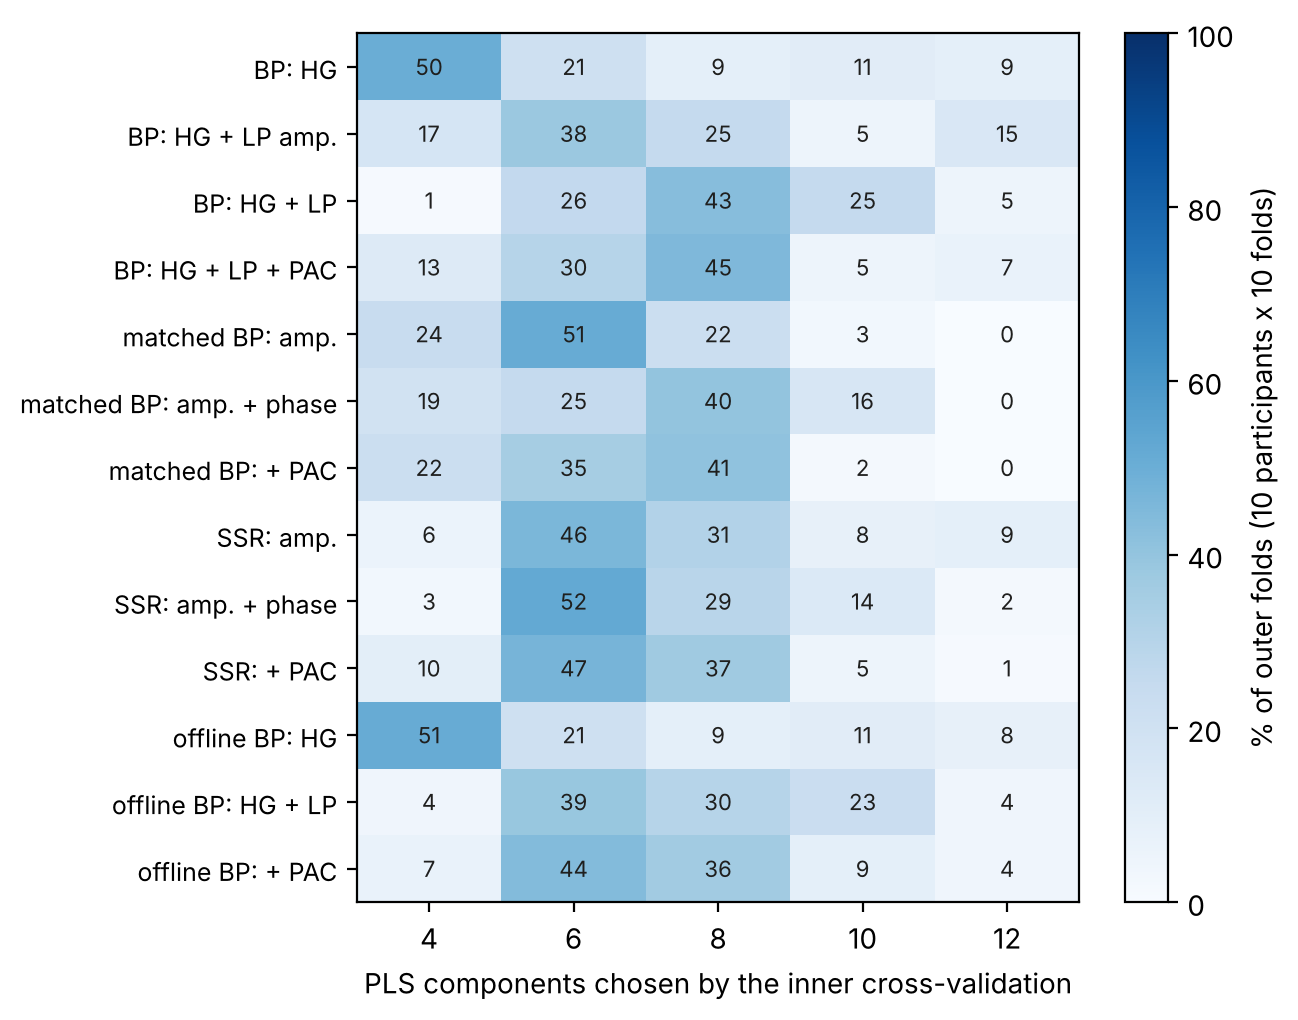 BP: HG 50 21 9 11 9
BP: HG + LP amp. 17 38 25 5 15
BP: HG + LP 1 26 43 25 5
BP: HG + LP + PAC 13 30 45 5 7
matched BP: amp. 24 51 22 3 0
matched BP: amp. + phase 19 25 40 16 0
matched BP: + PAC 22 35 41 2 0
SSR: amp. 6 46 31 8 9
SSR: amp. + phase 3 52 29 14 2
SSR: + PAC 10 47 37 5 1
offline BP: HG 51 21 9 11 8
offline BP: HG + LP 4 39 30 23 4
offline BP: + PAC 7 44 36 9 4
4 6 8 10 12
PLS components chosen by the inner cross-validation
100
80
60
40
20
0
% of outer folds (10 participants x 10 folds)